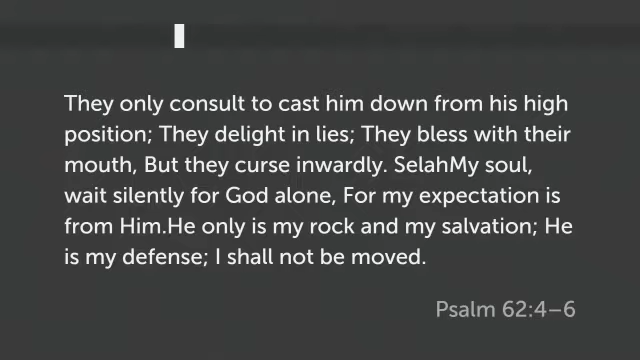 They only consult to cast him down from his high
position; They delight in lies; They bless with their
mouth, But they curse inwardly. SelahMy soul,
wait silently for God alone, For my expectation is
from Him.He only is my rock and my salvation; He
is my defense; I shall not be moved.
Psalm 62:4–6